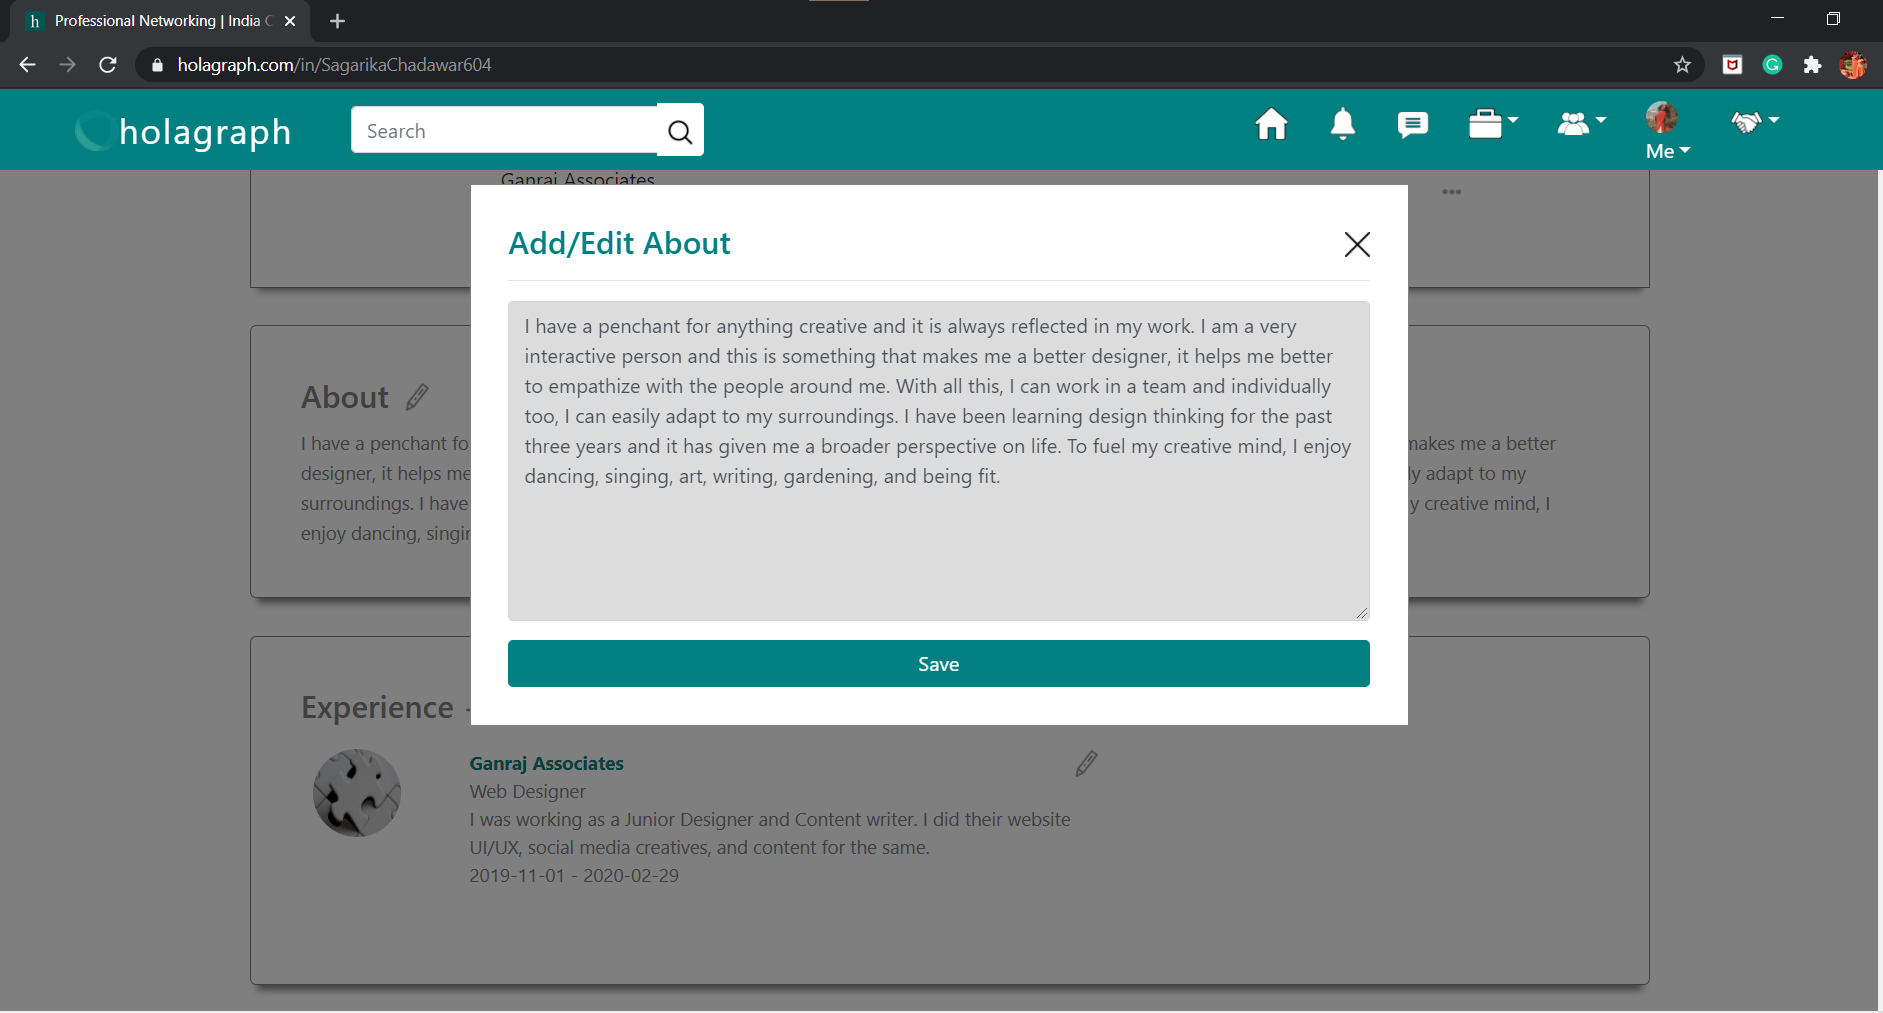 h Professional Networking | India
holagraph.com/in/SagarikaChadawar604
holagraph
Search
Me
Ganraj Associates
Add/Edit About
I have a penchant for anything creative and it is always reflected in my work. I am a very
interactive person and this is something that makes me a better designer, it helps me better
to empathize with the people around me. With all this, I can work in a team and individually
too, I can easily adapt to my surroundings. I have been learning design thinking for the past
three years and it has given me a broader perspective on life. To fuel my creative mind, I enjoy
dancing, singing, art, writing, gardening, and being fit.
Save
About
I have a penchant fo makes me a better
designer, it helps me ly adapt to my
surroundings. I have y creative mind, I
enjoy dancing, singin
Experience
Ganraj Associates
Web Designer
I was working as a Junior Designer and Content writer. I did their website
UI/UX, social media creatives, and content for the same.
2019-11-01 - 2020-02-29